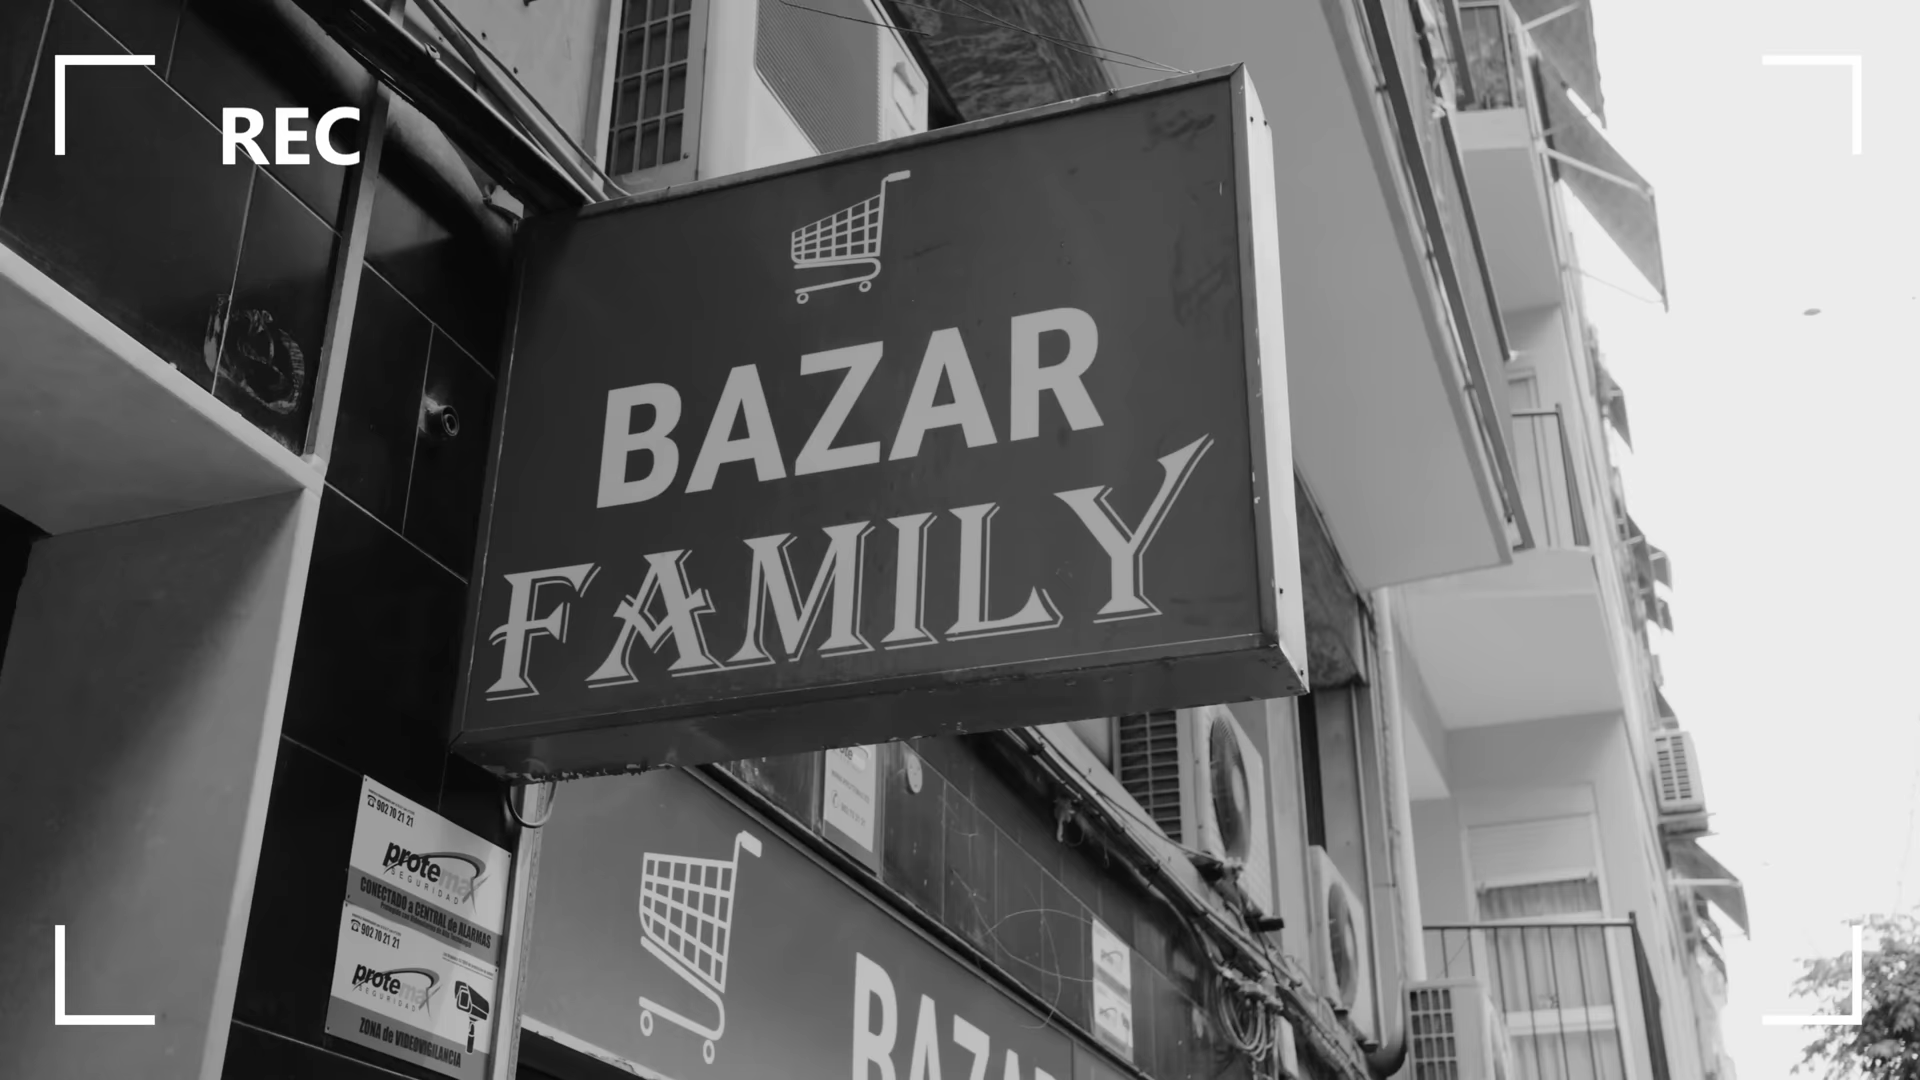 REC
BAZAR
FAMILY
902 70 21 21
protemax
SEGURIDAD
CONECTADO a CENTRAL de ALARMAS
902 70 21 21
protemax
SEGURIDAD
ZONA de VIDEOVIGILANCIA
BAZAR